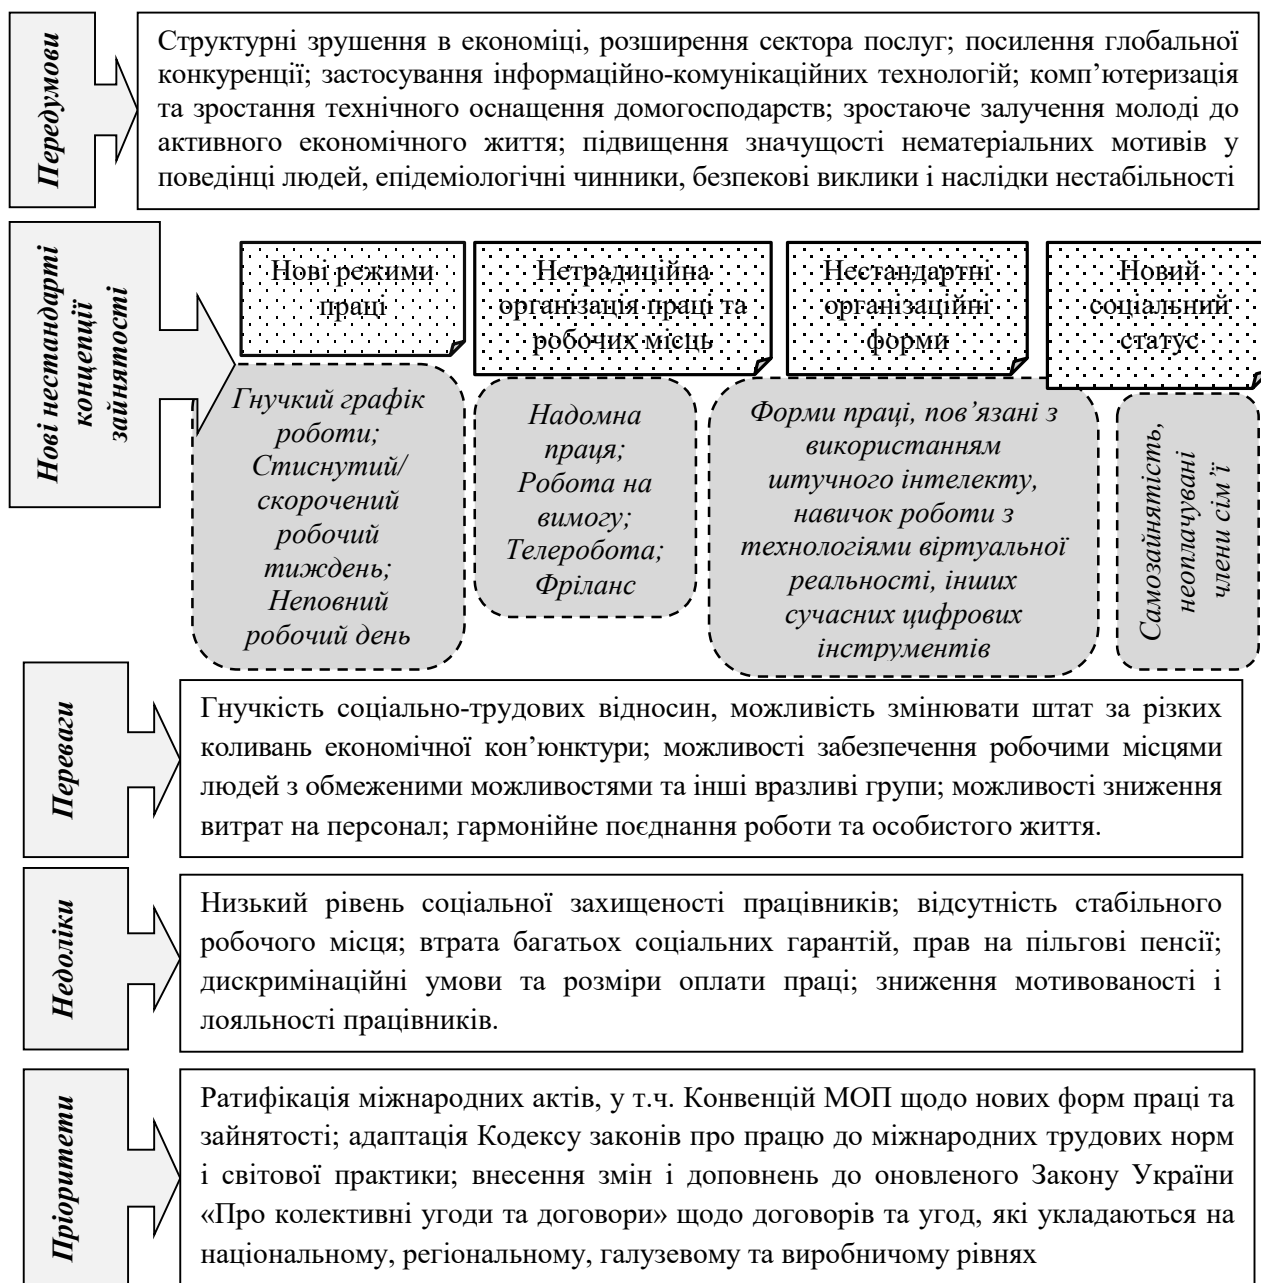 Передумови
Структурні зрушення в економіці, розширення сектора послуг; посилення глобальної
конкуренції; застосування інформаційно-комунікаційних технологій; комп’ютеризація
та зростання технічного оснащення домогосподарств; зростаюче залучення молоді до
активного економічного життя; підвищення значущості нематеріальних мотивів у
поведінці людей, епідеміологічні чинники, безпекові виклики і наслідки нестабільності
Нові нестандарті
концепції
зайнятості
Нові режими
праці
Нетрадиційна
організація праці та
робочих місць
Нестандартні
організаційні
форми
Новий
соціальний
статус
Гнучкий графік
роботи;
Стиснутий/
скорочений
робочий
тиждень;
Неповний
робочий день
Надомна
праця;
Робота на
вимогу;
Телеробота;
Фріланс
Форми праці, пов’язані з
використанням
штучного інтелекту,
навичок роботи з
технологіями віртуальної
реальності, інших
сучасних цифрових
інструментів
Самозайнятість,
неоплачувані
члени сім’ї
Переваги
Гнучкість соціально-трудових відносин, можливість змінювати штат за різких
коливань економічної кон’юнктури; можливості забезпечення робочими місцями
людей з обмеженими можливостями та інші вразливі групи; можливості зниження
витрат на персонал; гармонійне поєднання роботи та особистого життя.
Недоліки
Низький рівень соціальної захищеності працівників; відсутність стабільного
робочого місця; втрата багатьох соціальних гарантій, прав на пільгові пенсії;
дискримінаційні умови та розміри оплати праці; зниження мотивованості і
лояльності працівників.
Пріоритети
Ратифікація міжнародних актів, у т.ч. Конвенцій МОП щодо нових форм праці та
зайнятості; адаптація Кодексу законів про працю до міжнародних трудових норм
і світової практики; внесення змін і доповнень до оновленого Закону України
«Про колективні угоди та договори» щодо договорів та угод, які укладаються на
національному, регіональному, галузевому та виробничому рівнях